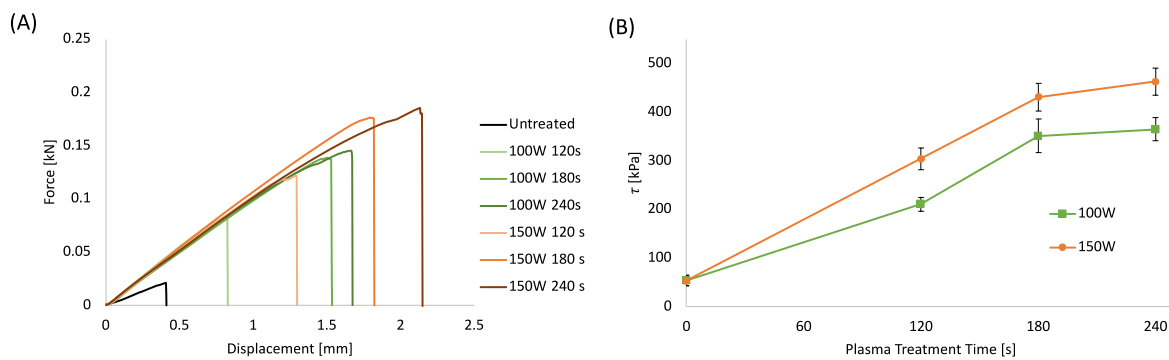 (A)
0.25
0.2
0.15
0.1
0.05
0
Force [kN]
0
0.5
1
1.5
2
2.5
Displacement [mm]
Untreated
100W 120s
100W 180s
100W 240s
150W 120 s
150W 180 s
150W 240 s
(B)
500
400
300
200
100
0
τ [kPa]
0
60
120
180
240
Plasma Treatment Time [s]
100W
150W